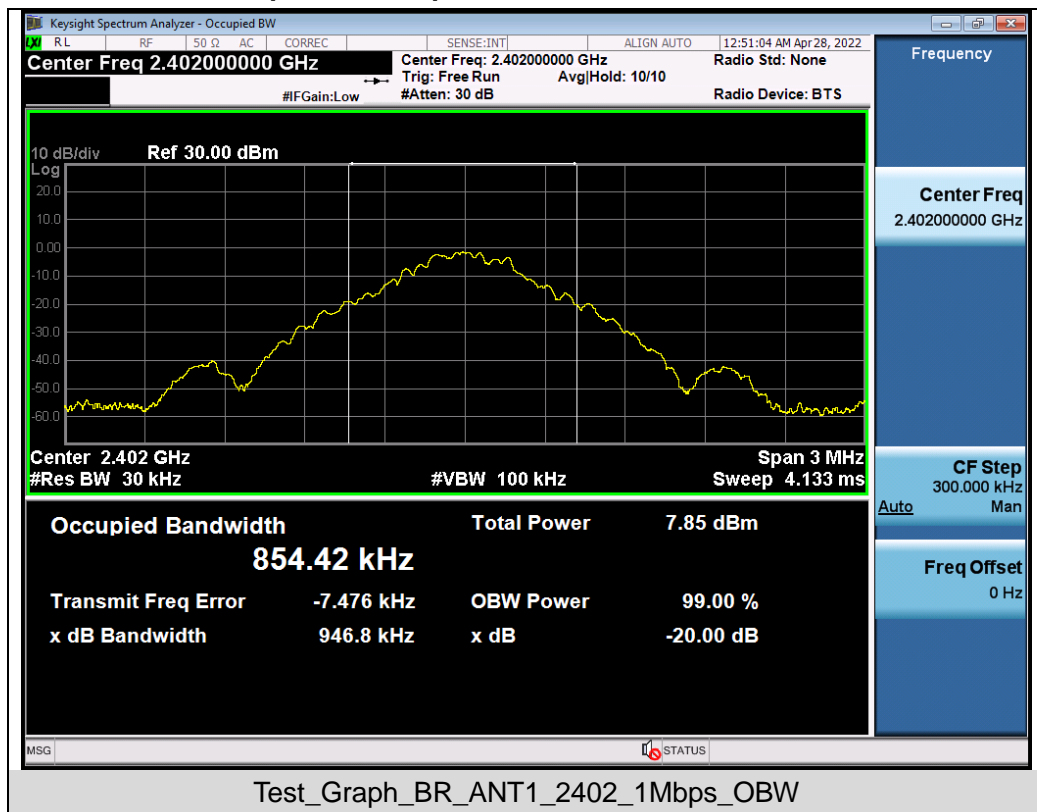 Keysight Spectrum Analyzer - Occupied BW
LXI RL RF 50 Ω AC CORREC SENSE:INT ALIGN AUTO 12:51:04 AM Apr 28, 2022
Center Freq 2.402000000 GHz
Center Freq: 2.402000000 GHz
Radio Std: None
Trig: Free Run Avg|Hold: 10/10
#IFGain:Low #Atten: 30 dB Radio Device: BTS
Frequency
10 dB/div Ref 30.00 dBm
Log
20.0
10.0
0.00
-10.0
-20.0
-30.0
-40.0
-50.0
-60.0
Center 2.402 GHz Span 3 MHz
#Res BW 30 kHz #VBW 100 kHz Sweep 4.133 ms
Center Freq
2.402000000 GHz
CF Step
300.000 kHz
Auto Man
Freq Offset
0 Hz
Occupied Bandwidth Total Power 7.85 dBm
854.42 kHz
Transmit Freq Error -7.476 kHz OBW Power 99.00 %
x dB Bandwidth 946.8 kHz x dB -20.00 dB
MSG STATUS
Test_Graph_BR_ANT1_2402_1Mbps_OBW